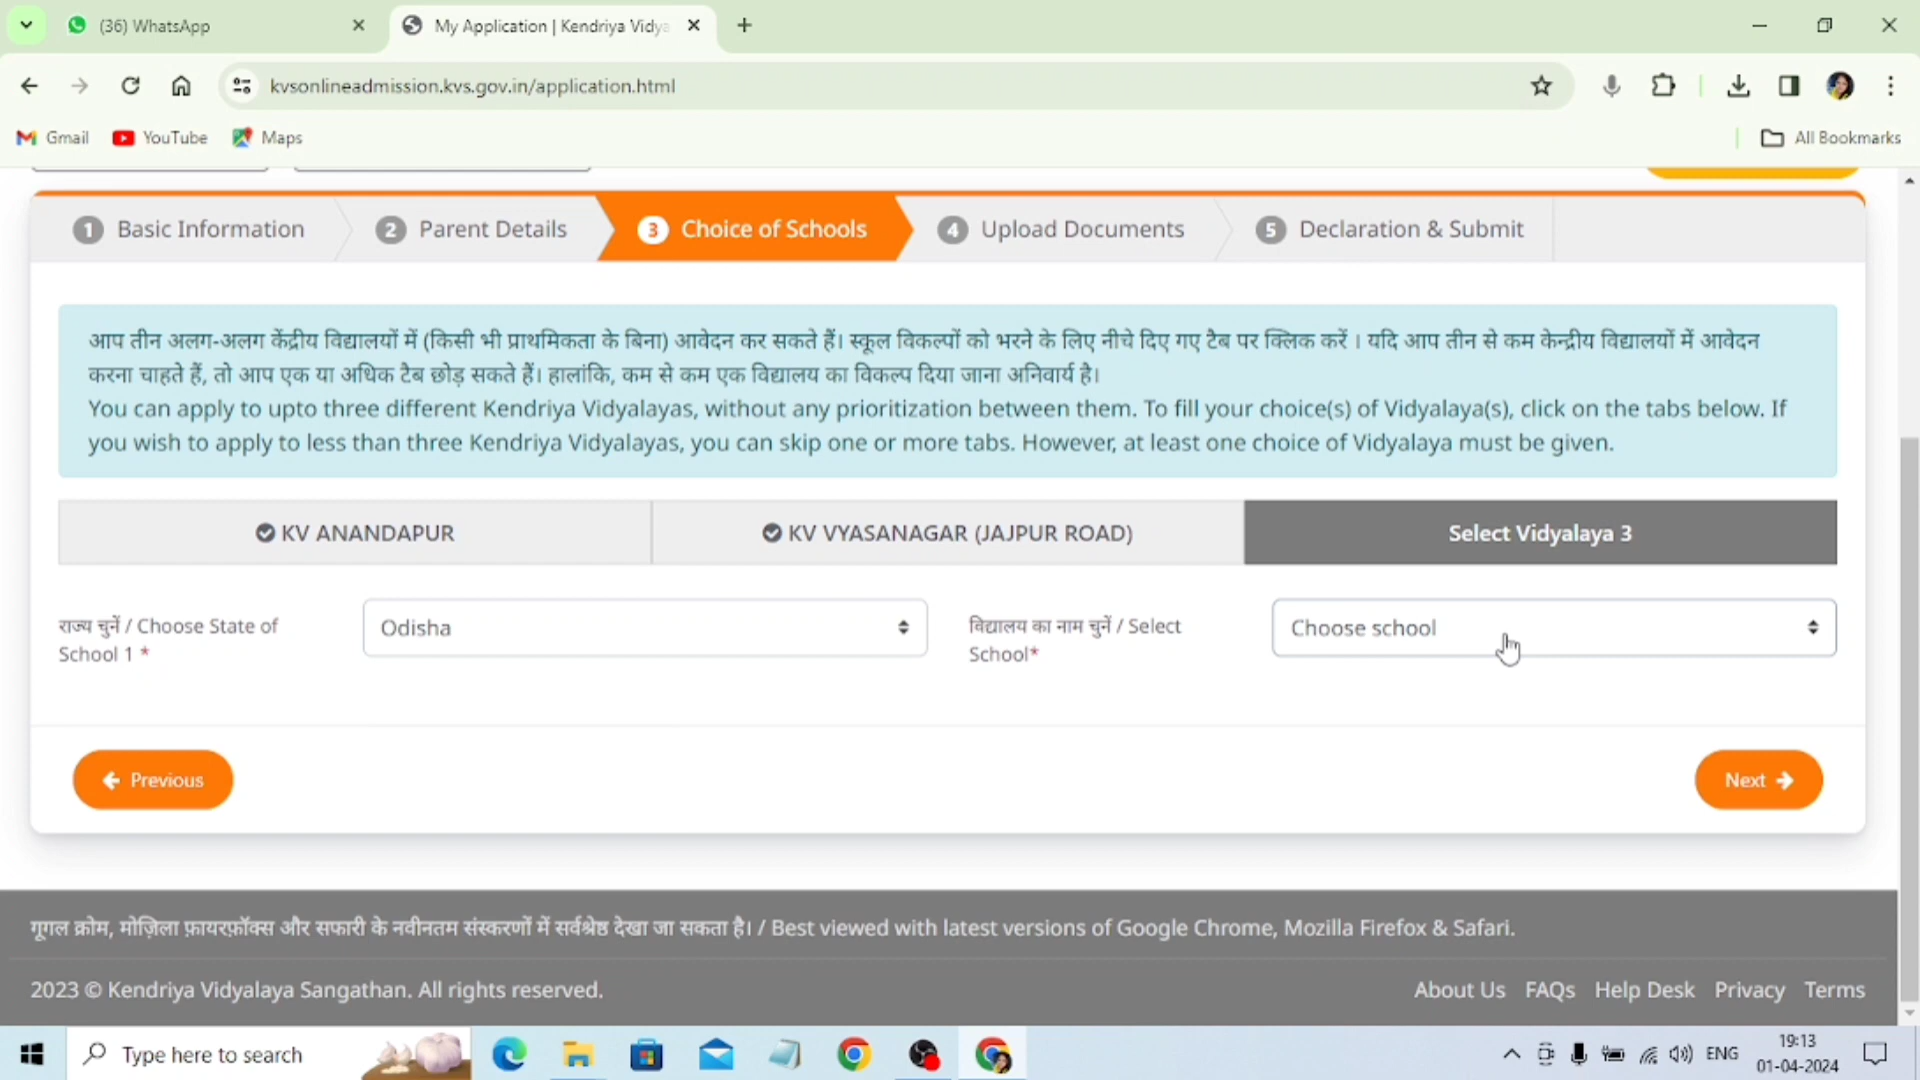 (36) WhatsApp
My Application | Kendriya Vidya
kvsonlineadmission.kvs.gov.in/application.html
Gmail
YouTube
Maps
All Bookmarks
1 Basic Information
2 Parent Details
3 Choice of Schools
4 Upload Documents
5 Declaration & Submit
आप तीन अलग-अलग केंद्रीय विद्यालयों में (किसी भी प्राथमिकता के बिना) आवेदन कर सकते हैं। स्कूल विकल्पों को भरने के लिए नीचे दिए गए टैब पर क्लिक करें । यदि आप तीन से कम केन्द्रीय विद्यालयों में आवेदन
करना चाहते हैं, तो आप एक या अधिक टैब छोड़ सकते हैं। हालांकि, कम से कम एक विद्यालय का विकल्प दिया जाना अनिवार्य है।
You can apply to upto three different Kendriya Vidyalayas, without any prioritization between them. To fill your choice(s) of Vidyalaya(s), click on the tabs below. If
you wish to apply to less than three Kendriya Vidyalayas, you can skip one or more tabs. However, at least one choice of Vidyalaya must be given.
KV ANANDAPUR
KV VYASANAGAR (JAJPUR ROAD)
Select Vidyalaya 3
राज्य चुनें / Choose State of
School 1 *
Odisha
विद्यालय का नाम चुनें / Select
School*
Choose school
Previous
Next
गूगल क्रोम, मोज़िला फ़ायरफ़ॉक्स और सफारी के नवीनतम संस्करणों में सर्वश्रेष्ठ देखा जा सकता है। / Best viewed with latest versions of Google Chrome, Mozilla Firefox & Safari.
2023 © Kendriya Vidyalaya Sangathan. All rights reserved.
About Us
FAQs
Help Desk
Privacy
Terms
Type here to search
ENG
19:13
01-04-2024